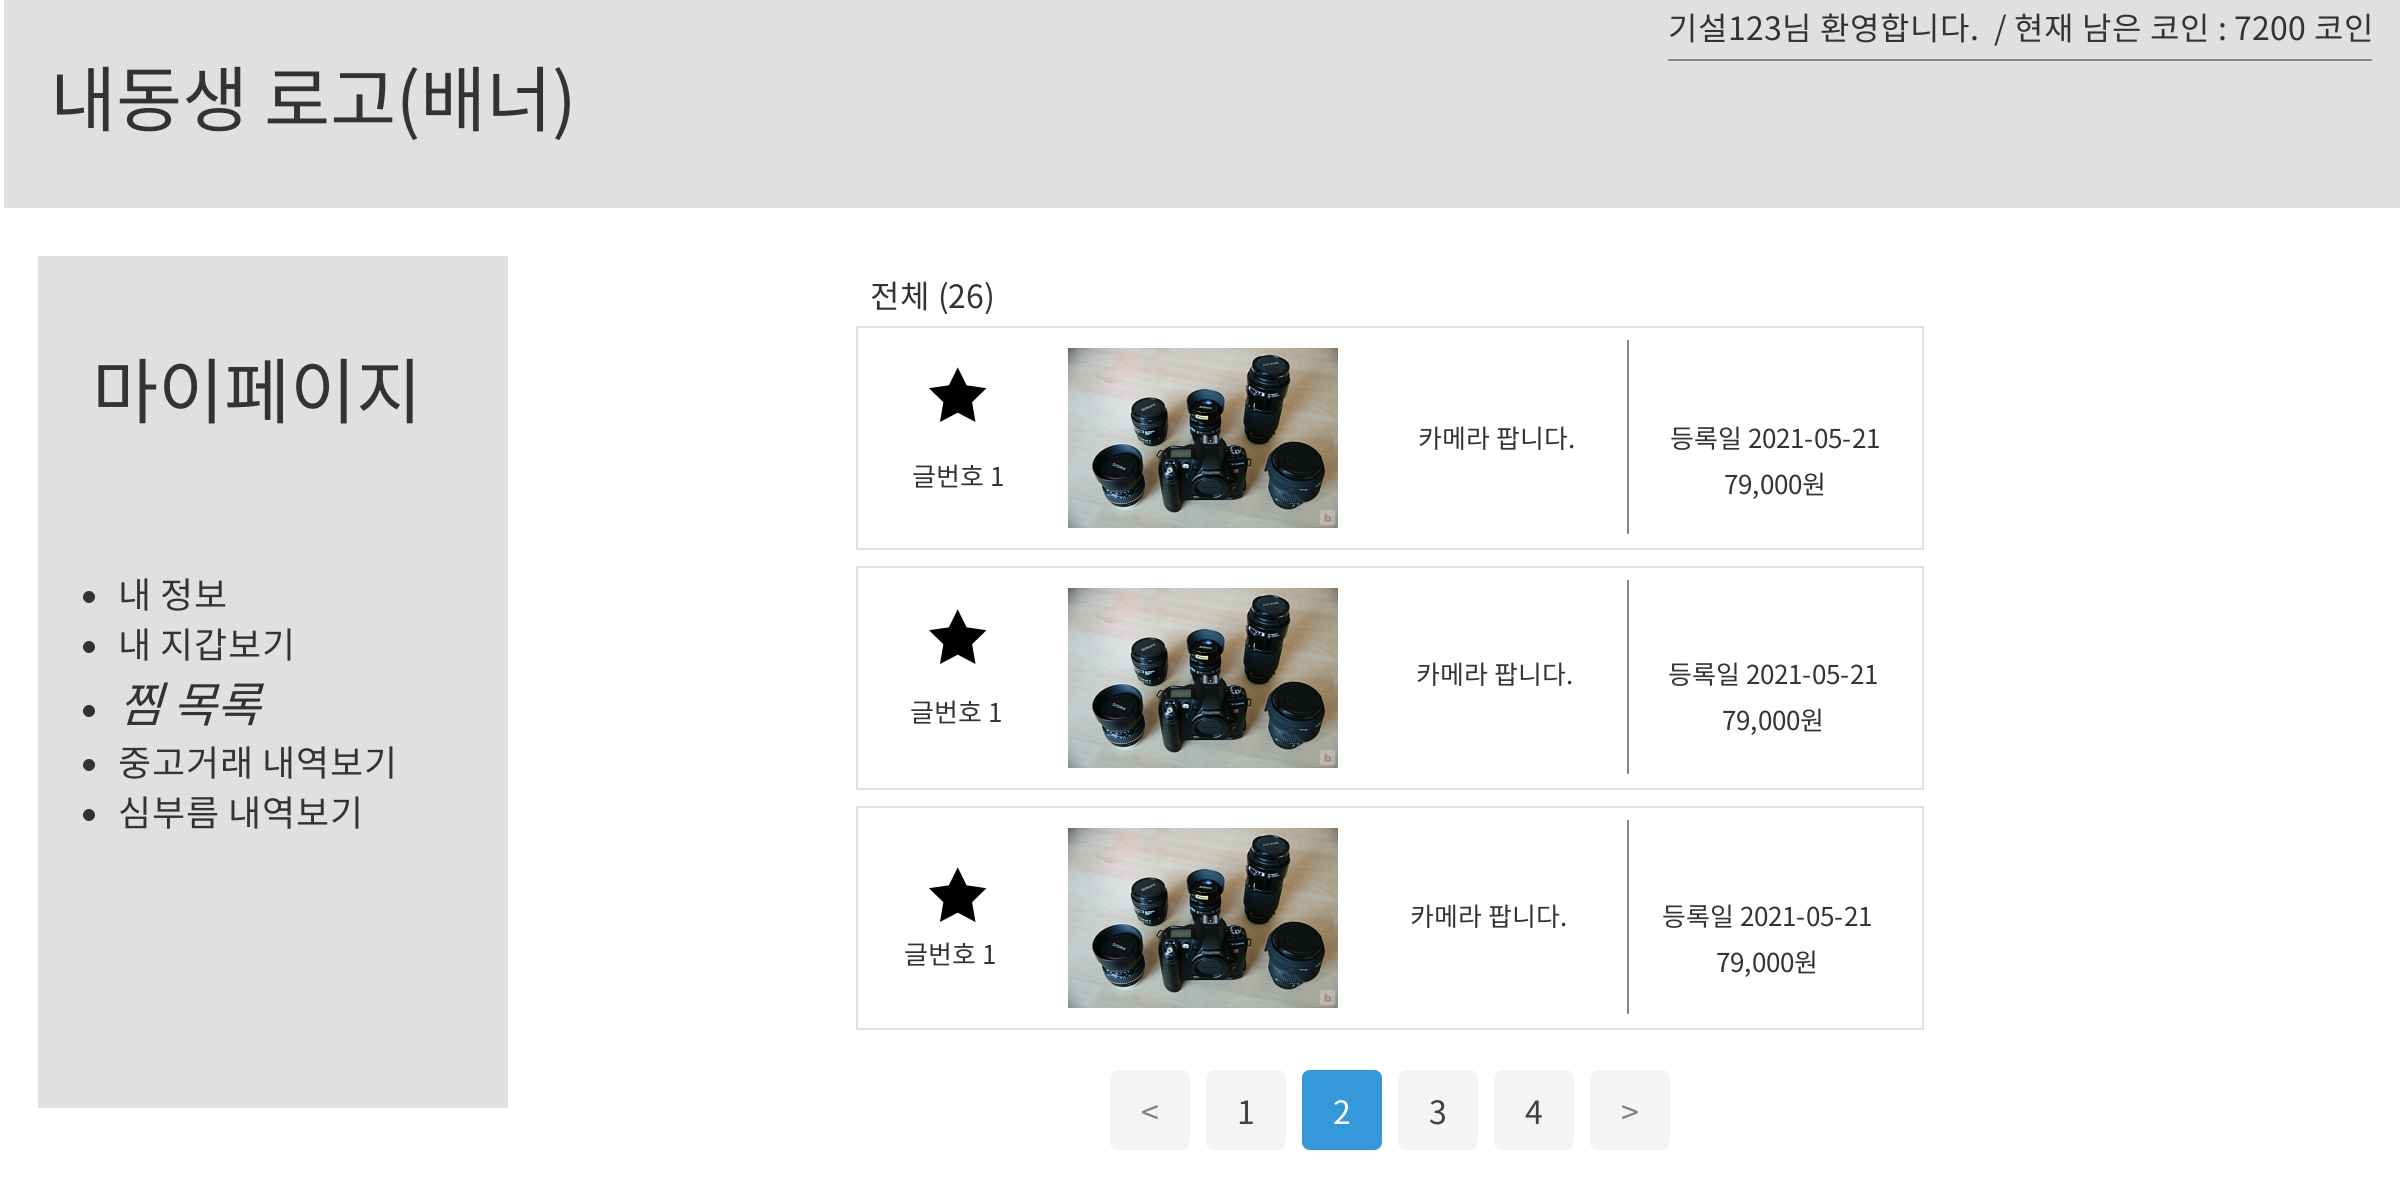 기설123님 환영합니다. / 현재 남은 코인 : 7200 코인
내동생 로고(배너)
마이페이지
내 정보
내 지갑보기
찜 목록
중고거래 내역보기
심부름 내역보기
전체 (26)
글번호 1
카메라 팝니다.
등록일 2021-05-21
79,000원
글번호 1
카메라 팝니다.
등록일 2021-05-21
79,000원
글번호 1
카메라 팝니다.
등록일 2021-05-21
79,000원
< 1 2 3 4 >